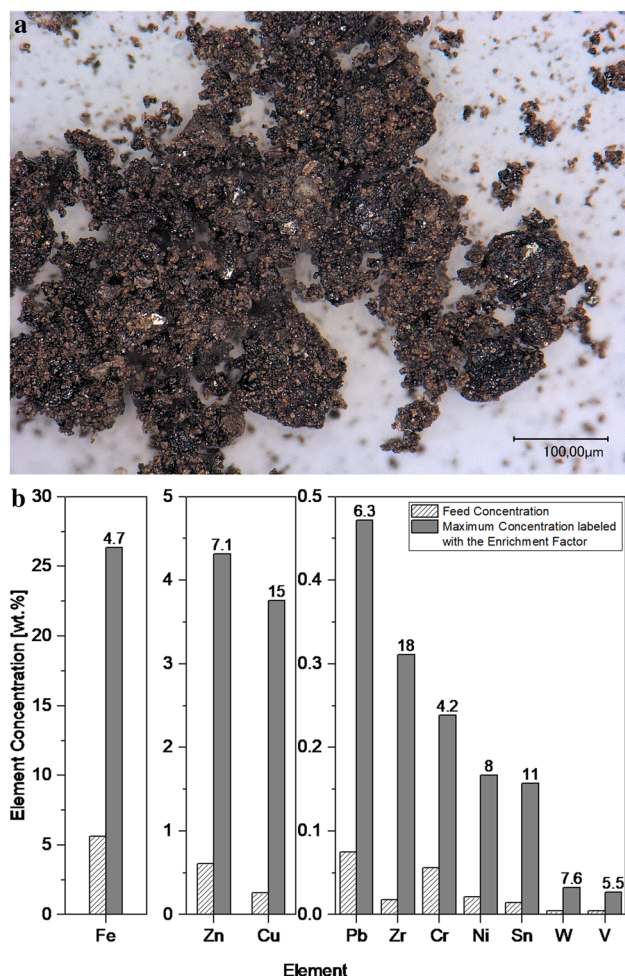 a
100,00µm
b
Element Concentration [wt.%]
30
25
20
15
10
5
0
4.7
Fe
5
4
3
2
1
0
7.1
15
Zn
Cu
0.5
0.4
0.3
0.2
0.1
0.0
Feed Concentration
Maximum Concentration labeled
with the Enrichment Factor
6.3
18
4.2
8
11
7.6
5.5
Pb Zr Cr Ni Sn W V
Element